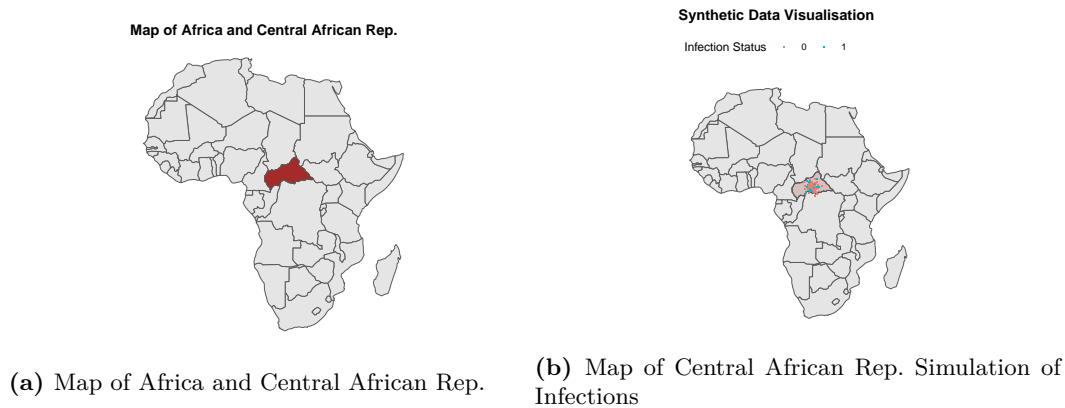 Map of Africa and Central African Rep.
Synthetic Data Visualisation
Infection Status 0 1
(a) Map of Africa and Central African Rep.
(b) Map of Central African Rep. Simulation of
Infections